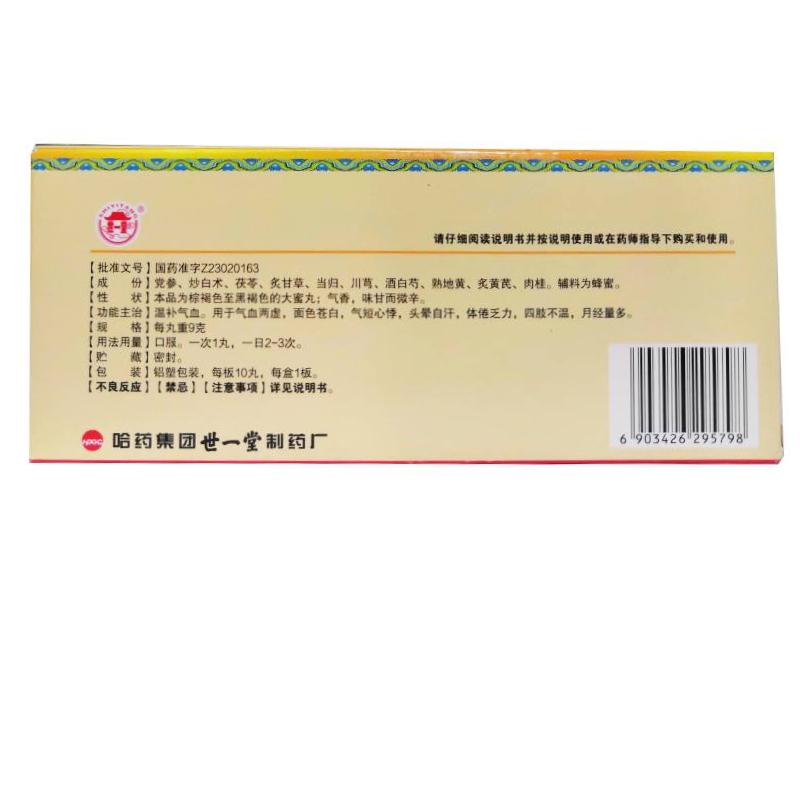 SHIYITANG
®
请仔细阅读说明书并按说明使用或在药师指导下购买和使用。
【批准文号】国药准字Z23020163
【成　　份】党参、炒白术、茯苓、炙甘草、当归、川芎、酒白芍、熟地黄、炙黄芪、肉桂。辅料为蜂蜜。
【性　　状】本品为棕褐色至黑褐色的大蜜丸；气香，味甘而微辛。
【功能主治】温补气血。用于气血两虚，面色苍白，气短心悸，头晕自汗，体倦乏力，四肢不温，月经量多。
【规　　格】每丸重9克
【用法用量】口服。一次1丸，一日2-3次。
【贮　　藏】密封。
【包　　装】铝塑包装，每板10丸，每盒1板。
【不良反应】【禁忌】【注意事项】详见说明书。
HPGC 哈药集团世一堂制药厂
6 903426 295798